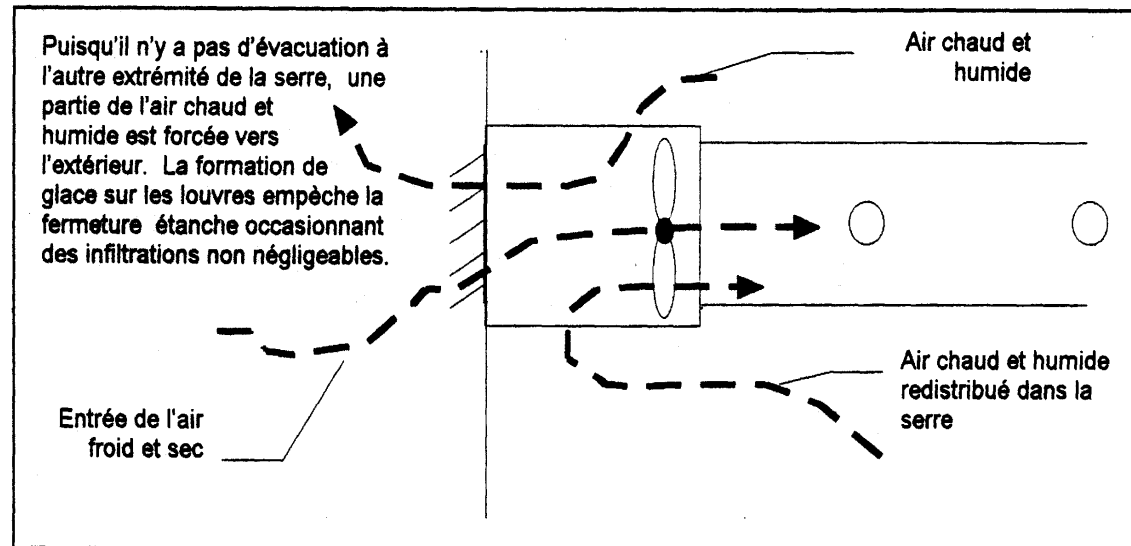 Puisqu'il n'y a pas d'évacuation à
l'autre extrémité de la serre, une
partie de l'air chaud et
humide est forcée vers
l'extérieur. La formation de
glace sur les louvres empèche la
fermeture étanche occasionnant
des infiltrations non négligeables.
Air chaud et
humide
Entrée de l'air
froid et sec
Air chaud et humide
redistribué dans la
serre